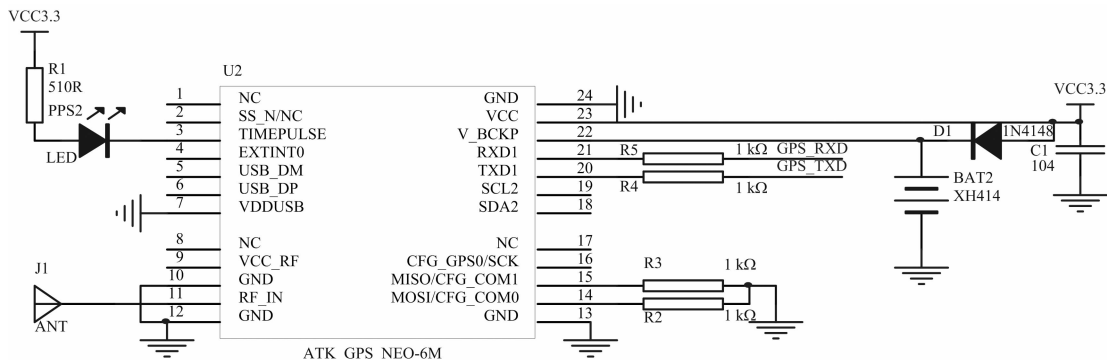 VCC3.3
R1
510R
PPS2
LED
U2
1 NC
2 SS_N/NC
3 TIMEPULSE
4 EXTINT0
5 USB_DM
6 USB_DP
7 VDDUSB
8 NC
9 VCC_RF
10 GND
11 RF_IN
12 GND
J1
ANT
GND 24
VCC 23
V_BCKP 22
RXD1 21
TXD1 20
SCL2 19
SDA2 18
NC 17
CFG_GPS0/SCK 16
MISO/CFG_COM1 15
MOSI/CFG_COM0 14
GND 13
R5 1 kΩ GPS_RXD
R4 1 kΩ GPS_TXD
R3 1 kΩ
R2 1 kΩ
D1 1N4148
VCC3.3
C1
104
BAT2
XH414
ATK GPS NEO-6M